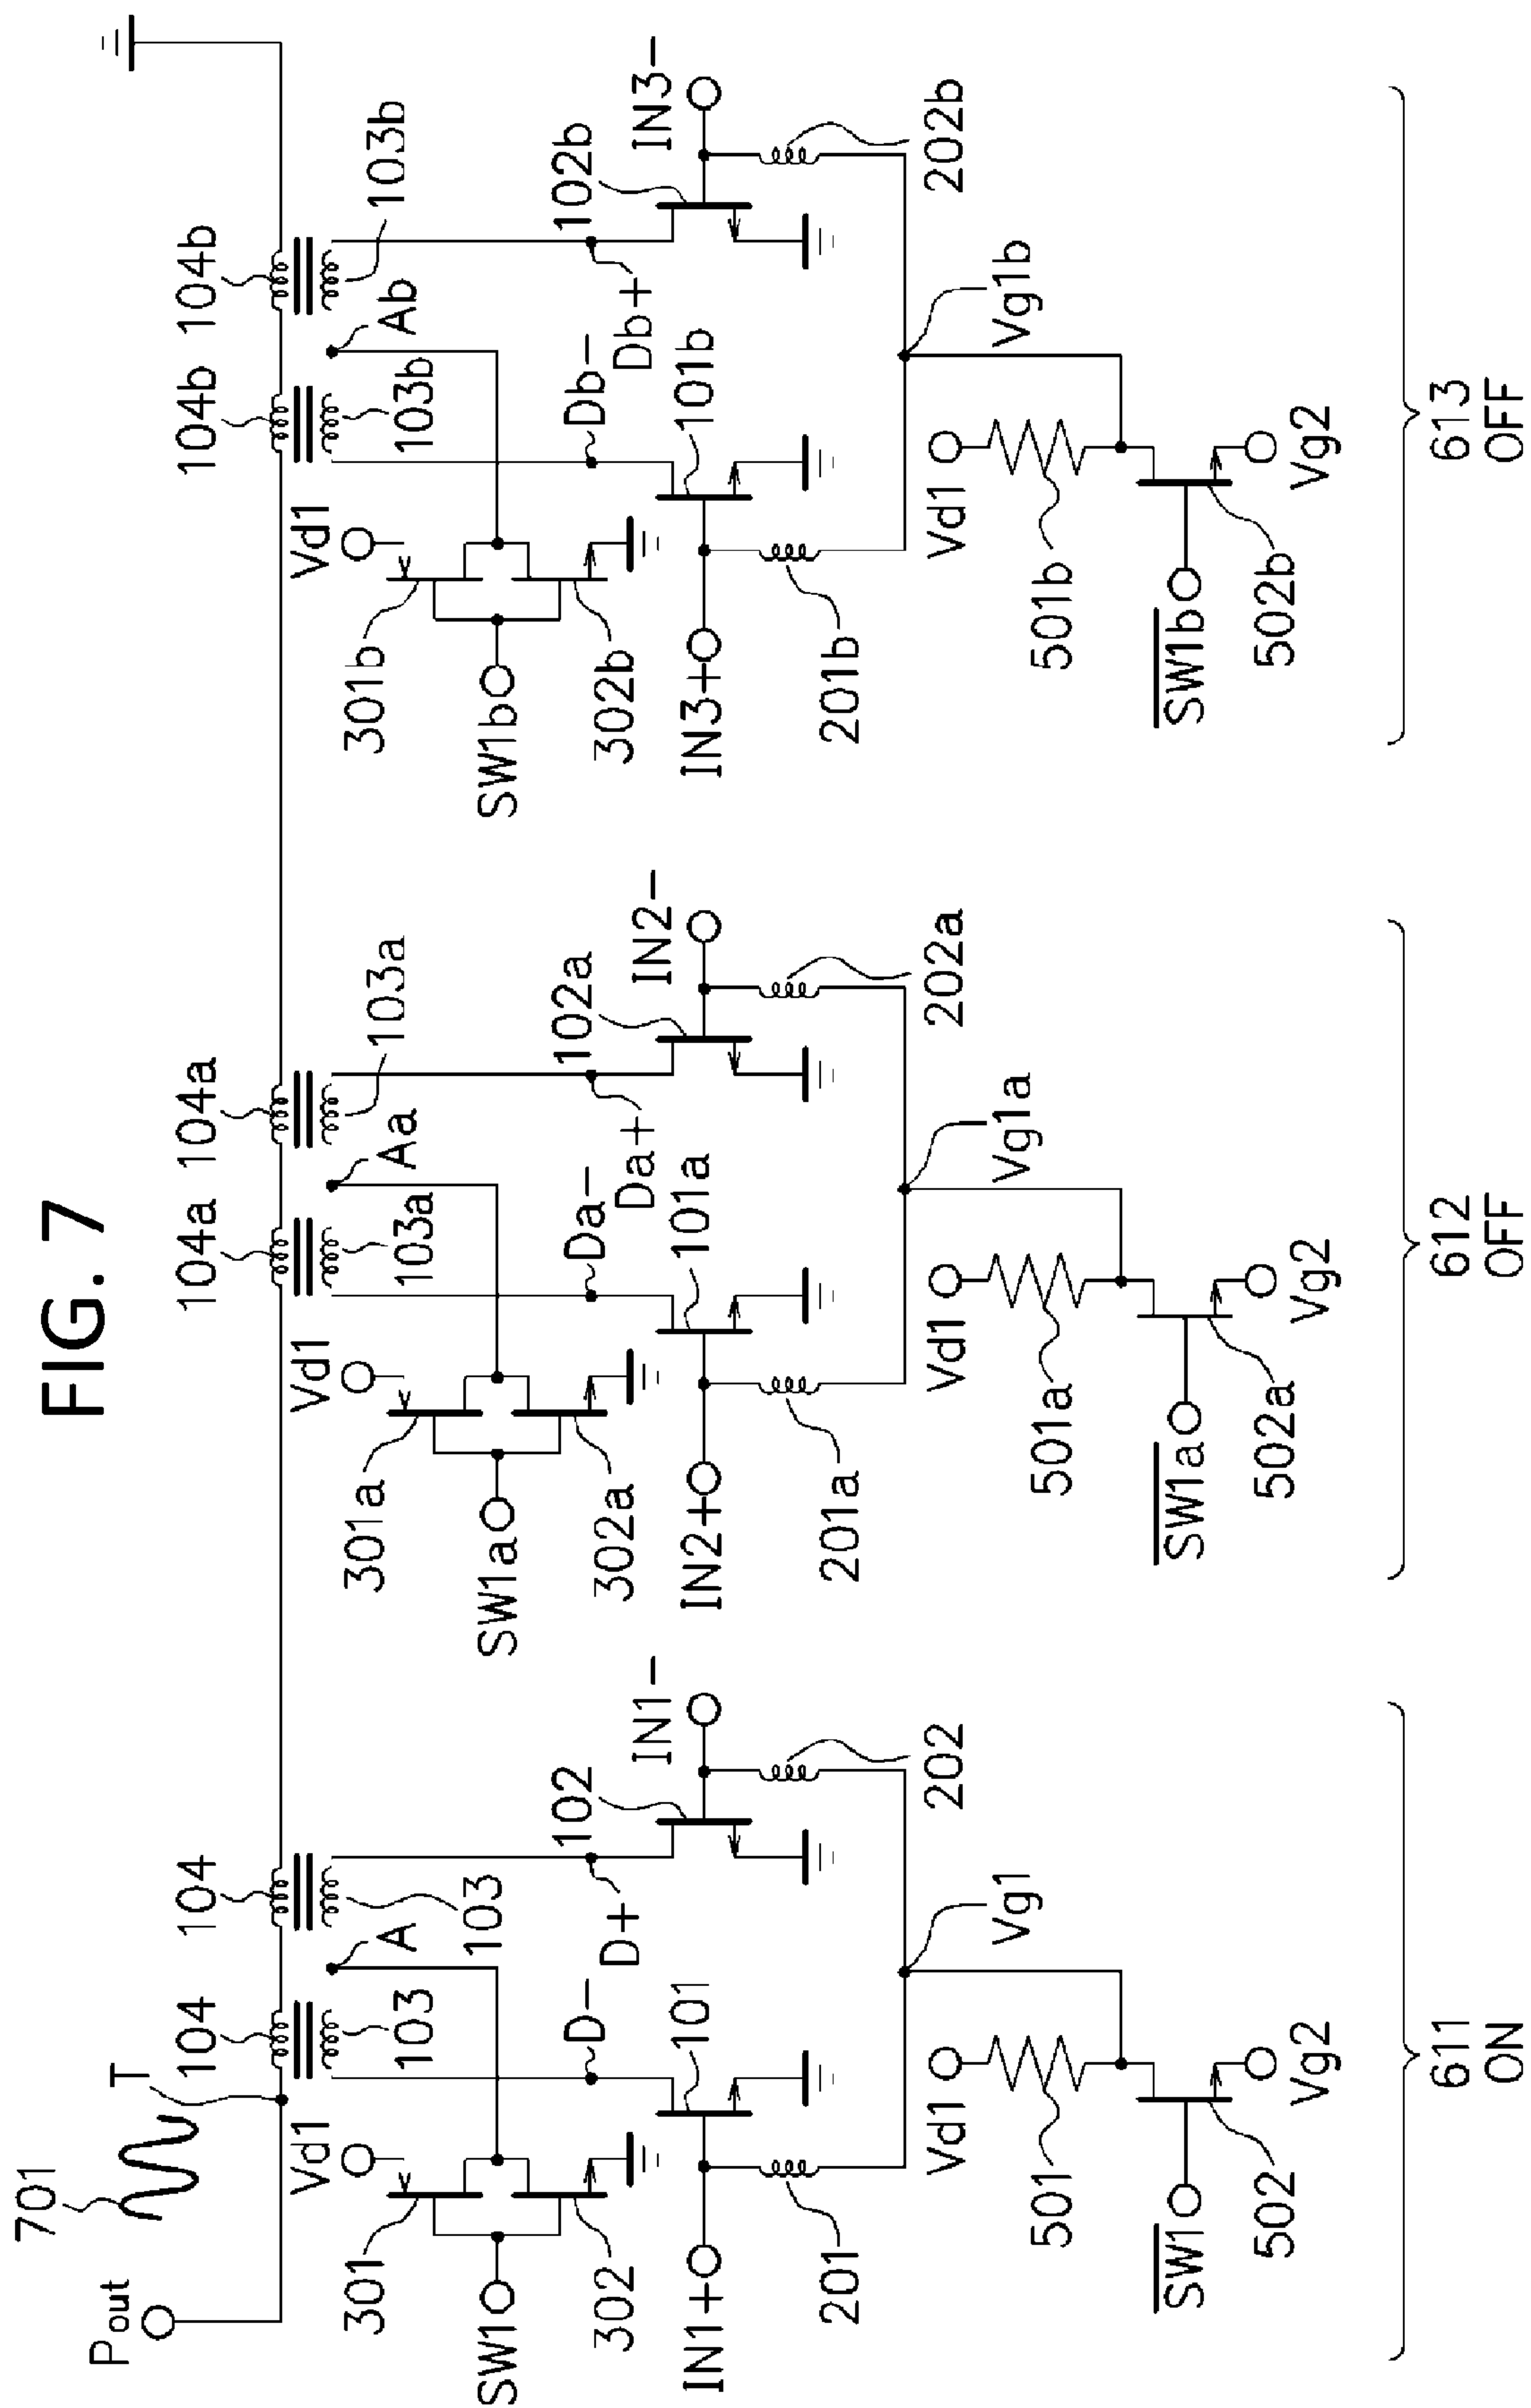 FIG. 7
701
Pout
T
104
104
104a
104a
104b
104b
Vd1
103
A
103
Vd1
103a
Aa
103a
Vd1
103b
Ab
103b
301
SW1
302
D-
D+
102
301a
SW1a
302a
Da-
Da+
102a
301b
SW1b
302b
Db-
Db+
102b
IN1+
101
IN1-
IN2+
101a
IN2-
IN3+
101b
IN3-
201
202
201a
202a
201b
202b
Vd1
Vg1
Vd1
Vg1a
Vd1
Vg1b
501
501a
501b
SW1
502
Vg2
SW1a
502a
Vg2
SW1b
502b
Vg2
611
ON
612
OFF
613
OFF